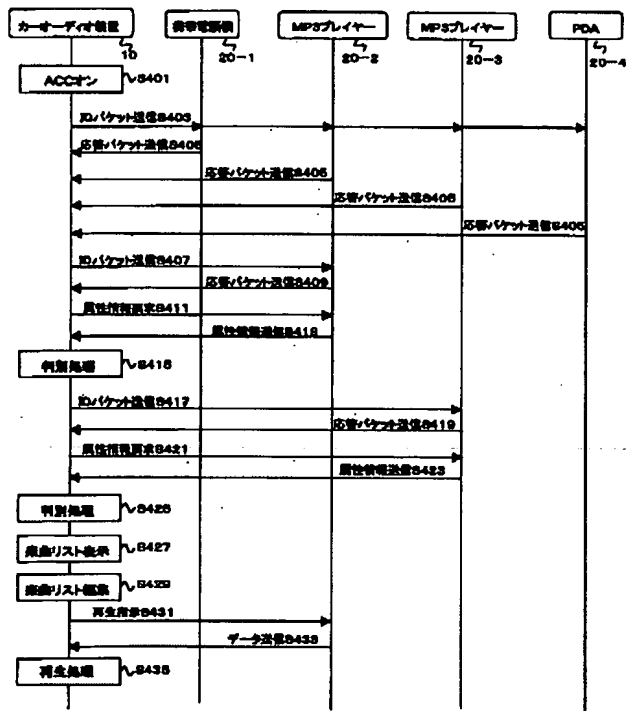 カーオーディオ装置
携帯電話機
MP3プレイヤー
MP3プレイヤー
PDA
10
20-1
20-2
20-3
20-4
ACCオン
S401
IQパケット送信S403
応答パケット送信S405
応答パケット送信S405
応答パケット送信S405
応答パケット送信S405
IDパケット送信S407
応答パケット送信S409
属性情報要求S411
属性情報送信S413
判別処理
S415
IDパケット送信S417
応答パケット送信S419
属性情報要求S421
属性情報送信S423
判別処理
S425
楽曲リスト表示
S427
楽曲リスト編集
S429
再生指示S431
データ送信S433
再生処理
S435